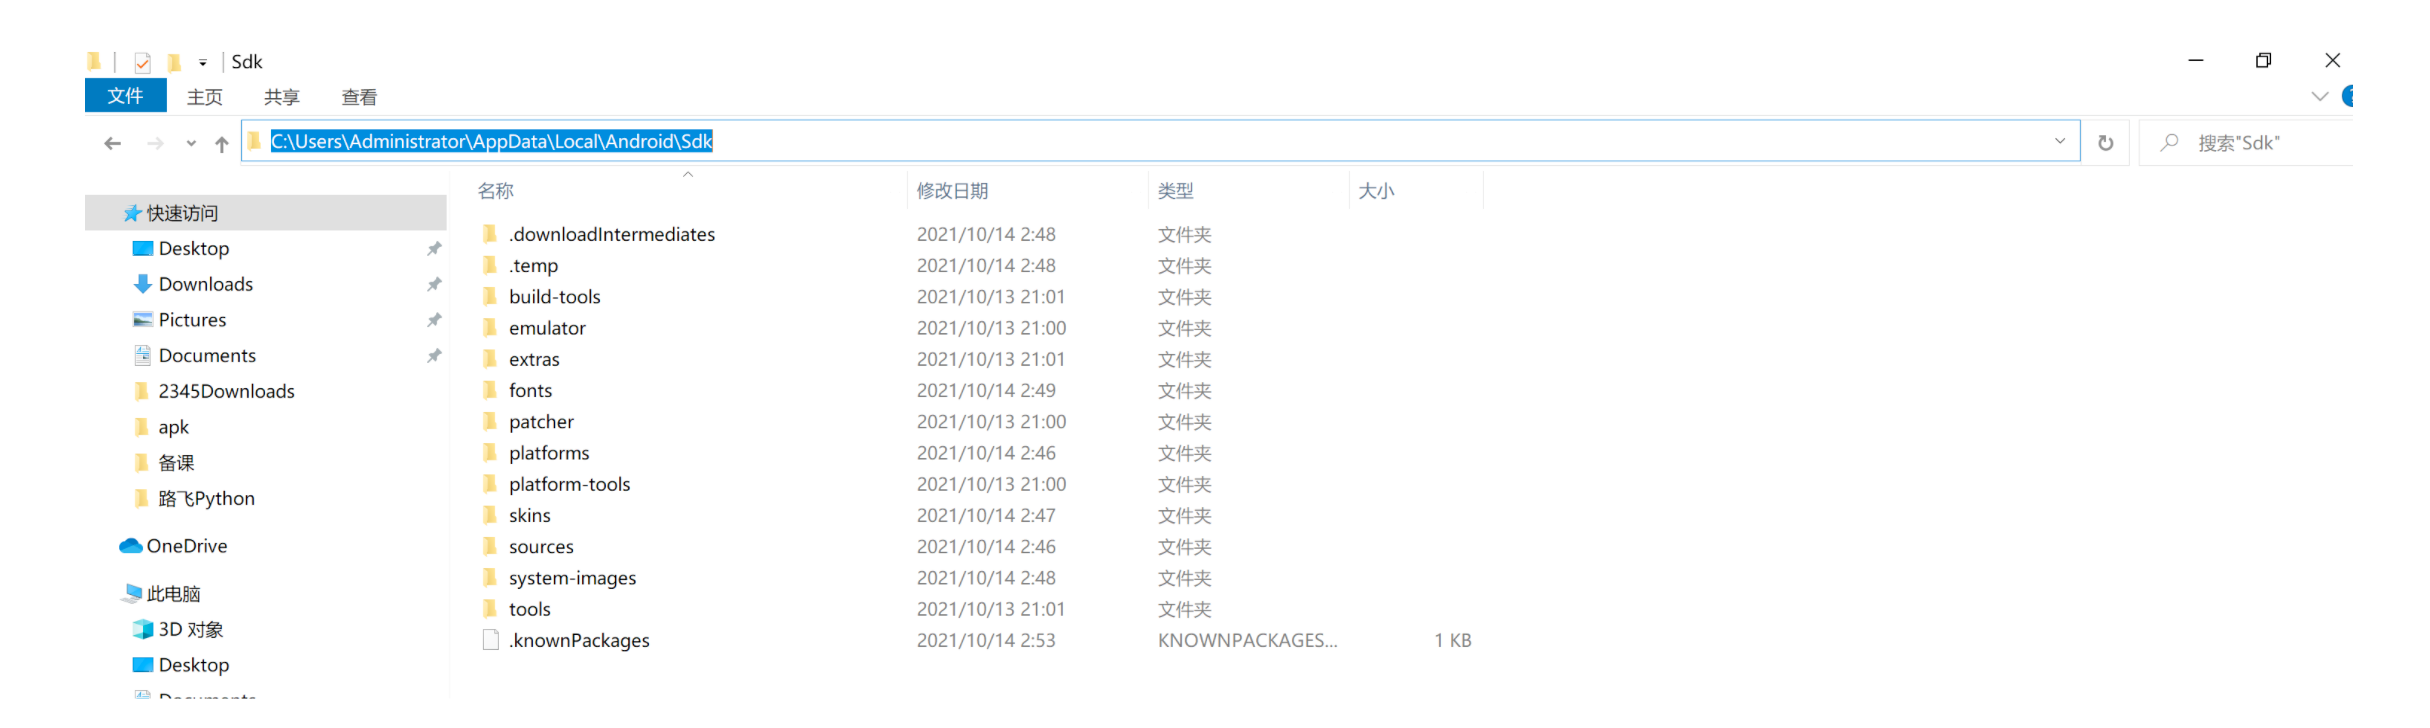 Sdk
文件 主页 共享 查看
C:\Users\Administrator\AppData\Local\Android\Sdk 搜索"Sdk"
名称 修改日期 类型 大小
快速访问
Desktop
Downloads
Pictures
Documents
2345Downloads
apk
备课
路飞Python
OneDrive
此电脑
3D 对象
Desktop
Documents
.downloadIntermediates 2021/10/14 2:48 文件夹
.temp 2021/10/14 2:48 文件夹
build-tools 2021/10/13 21:01 文件夹
emulator 2021/10/13 21:00 文件夹
extras 2021/10/13 21:01 文件夹
fonts 2021/10/14 2:49 文件夹
patcher 2021/10/13 21:00 文件夹
platforms 2021/10/14 2:46 文件夹
platform-tools 2021/10/13 21:00 文件夹
skins 2021/10/14 2:47 文件夹
sources 2021/10/14 2:46 文件夹
system-images 2021/10/14 2:48 文件夹
tools 2021/10/13 21:01 文件夹
.knownPackages 2021/10/14 2:53 KNOWNPACKAGES... 1 KB